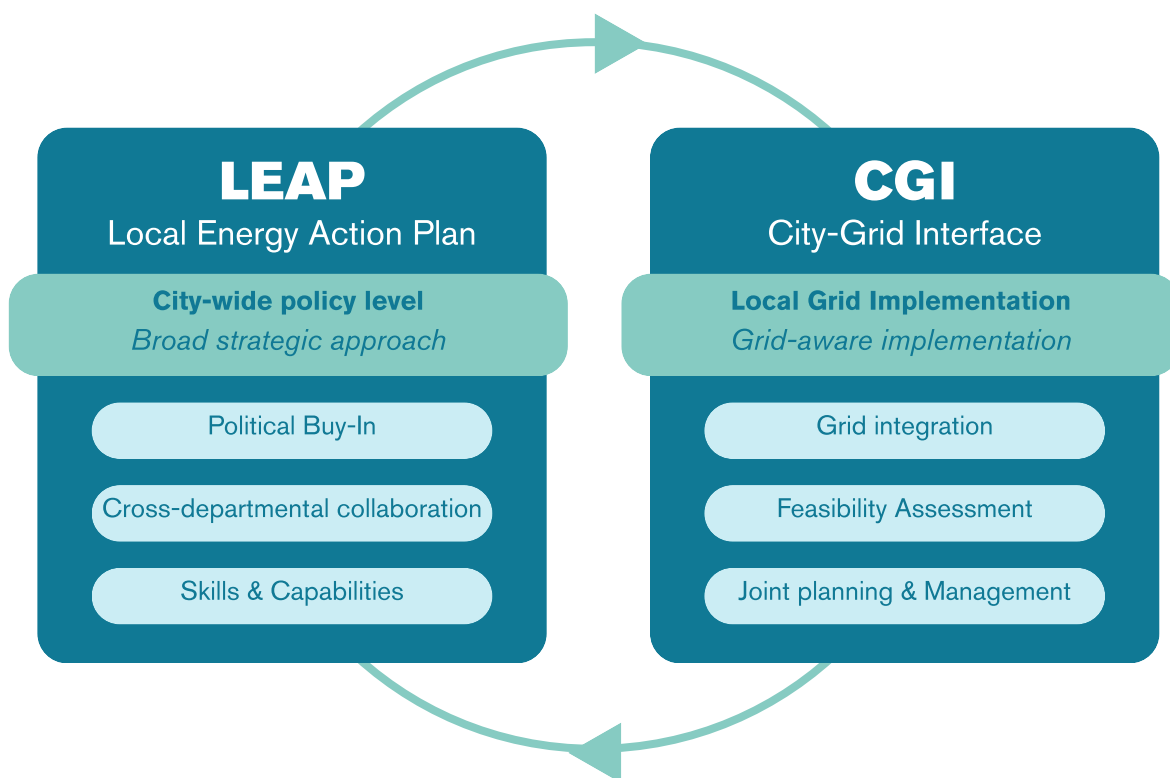 LEAP
Local Energy Action Plan
City-wide policy level
Broad strategic approach
Political Buy-In
Cross-departmental collaboration
Skills & Capabilities
CGI
City-Grid Interface
Local Grid Implementation
Grid-aware implementation
Grid integration
Feasibility Assessment
Joint planning & Management